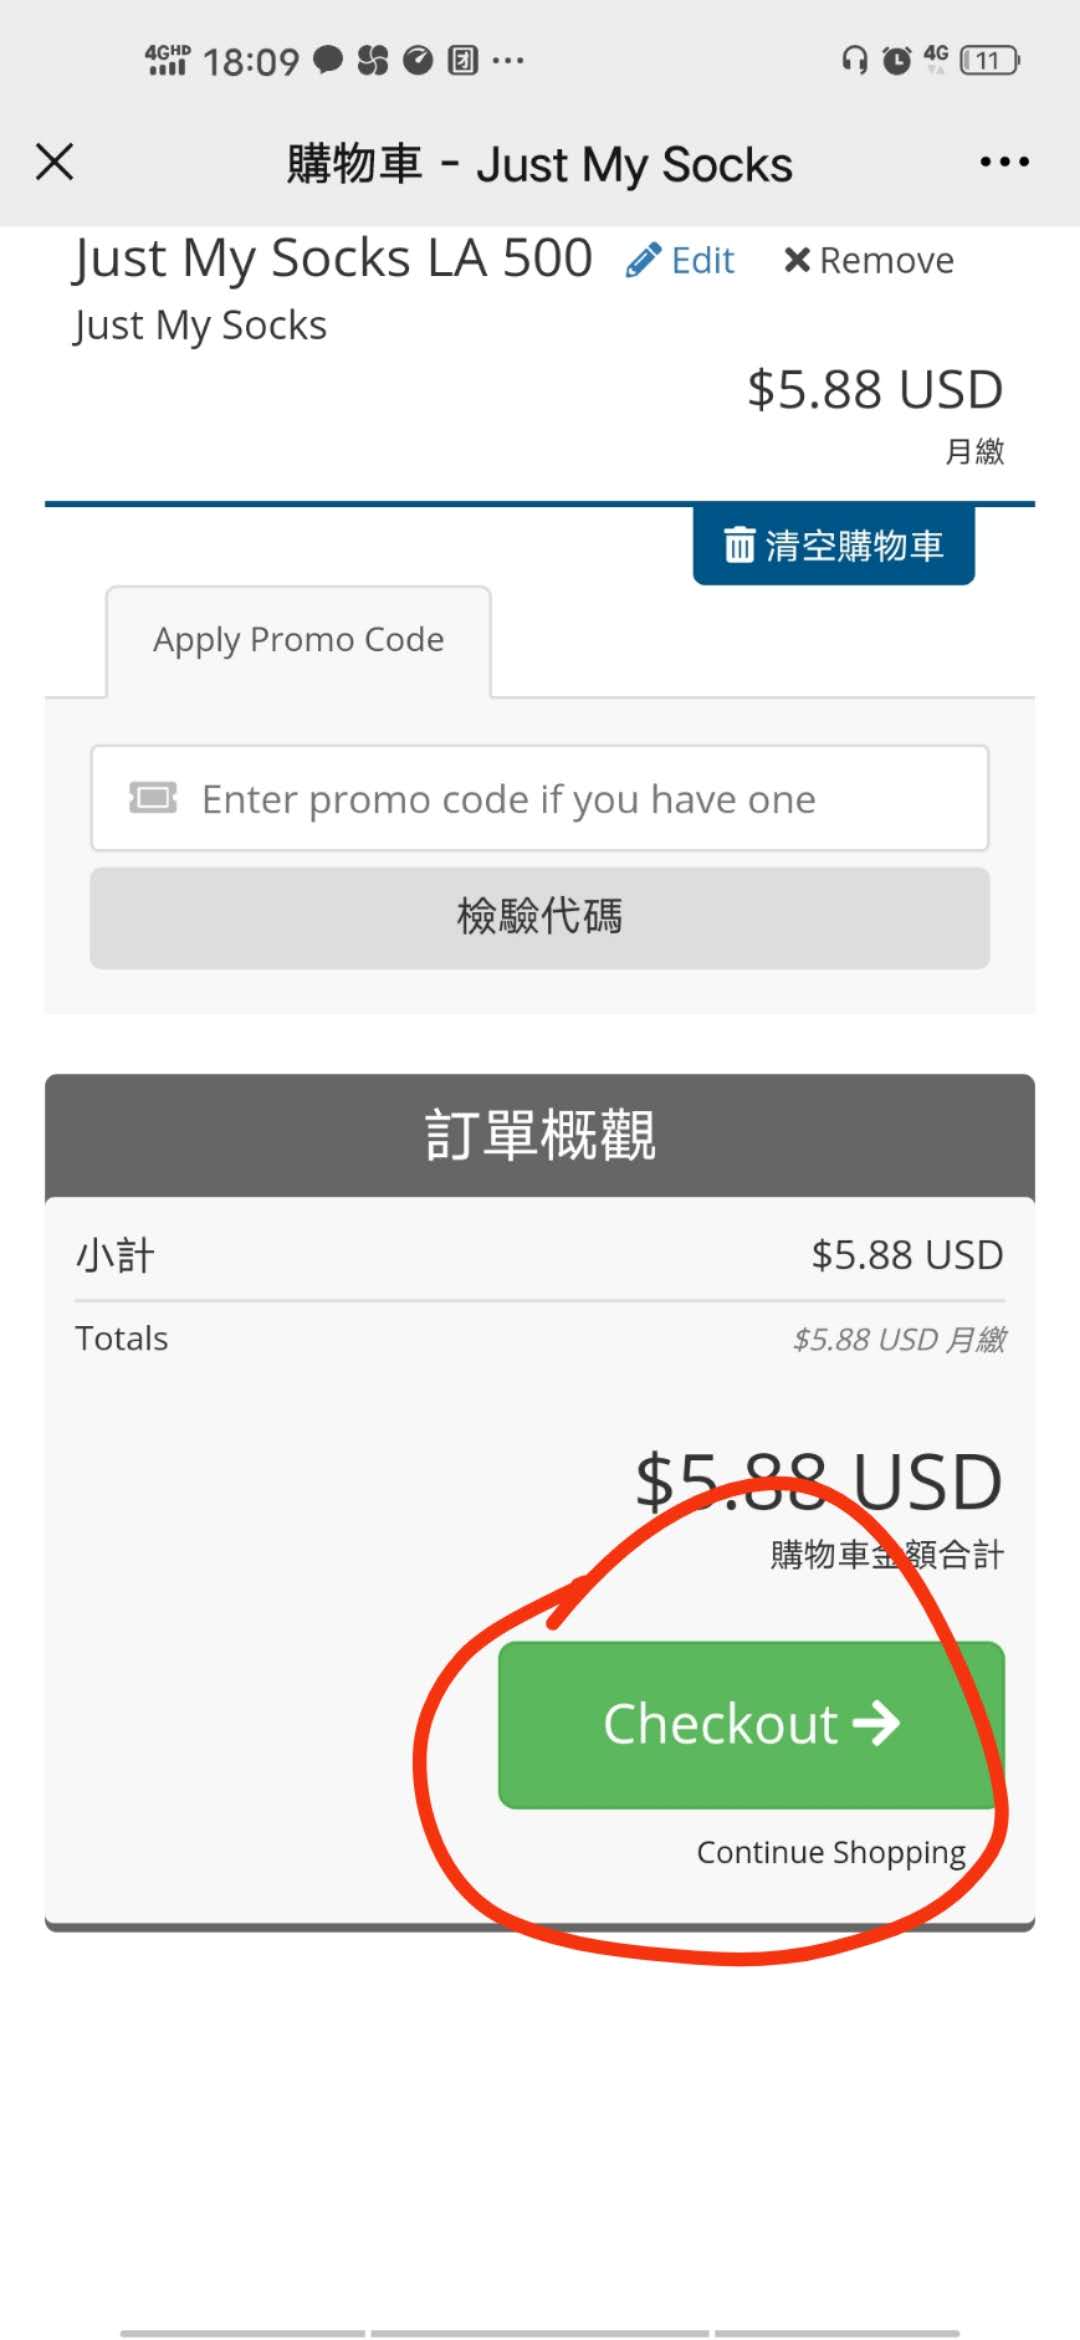 4GHD 18:09 4G 11
購物車 - Just My Socks
Just My Socks LA 500 Edit Remove
Just My Socks
$5.88 USD
月繳
清空購物車
Apply Promo Code
Enter promo code if you have one
檢驗代碼
訂單概觀
小計 $5.88 USD
Totals $5.88 USD 月繳
$5.88 USD
購物車金額合計
Checkout
Continue Shopping